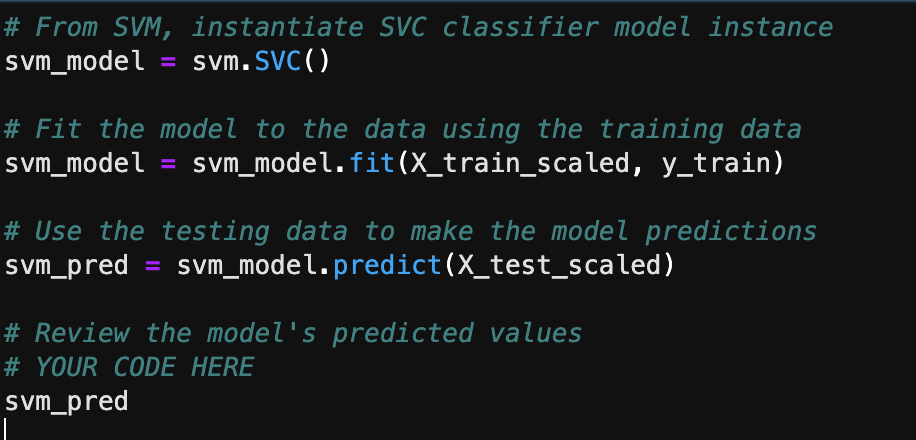 # From SVM, instantiate SVC classifier model instance
svm_model = svm.SVC()
# Fit the model to the data using the training data
svm_model = svm_model.fit(X_train_scaled, y_train)
# Use the testing data to make the model predictions
svm_pred = svm_model.predict(X_test_scaled)
# Review the model's predicted values
# YOUR CODE HERE
svm_pred